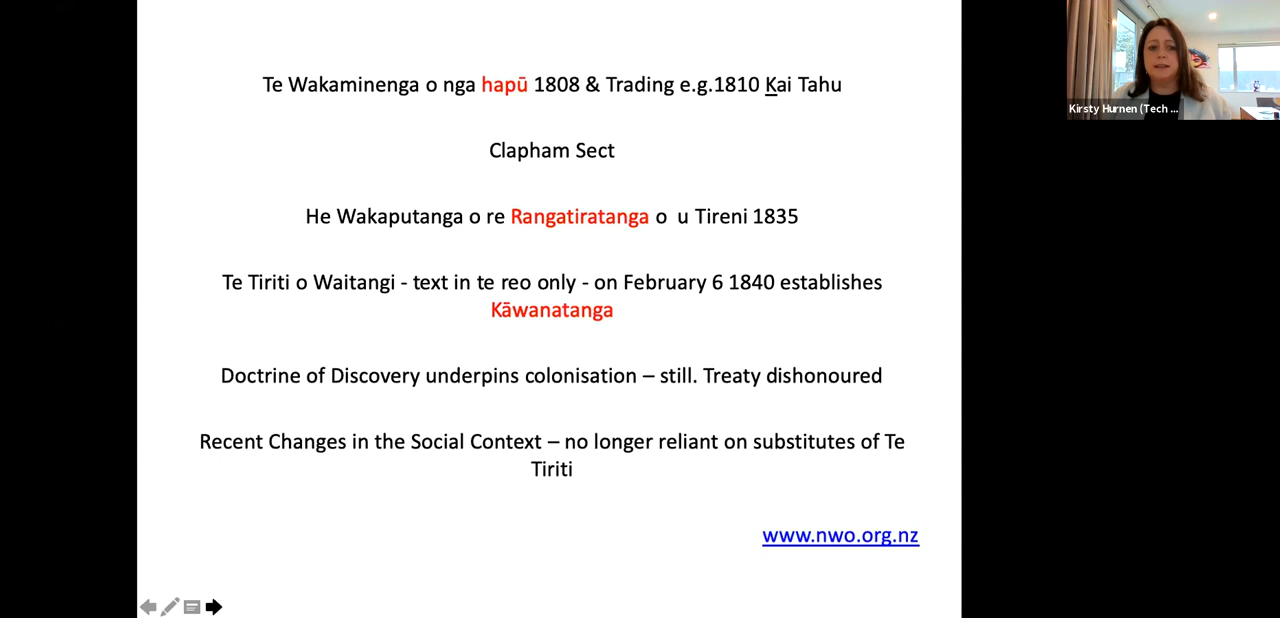 Te Wakaminenga o nga hapū 1808 & Trading e.g.1810 Kai Tahu
Clapham Sect
He Wakaputanga o re Rangatiratanga o  u Tireni 1835
Te Tiriti o Waitangi - text in te reo only - on February 6 1840 establishes
Kāwanatanga
Doctrine of Discovery underpins colonisation – still. Treaty dishonoured
Recent Changes in the Social Context – no longer reliant on substitutes of Te
Tiriti
www.nwo.org.nz
Kirsty Hurnen (Tech ...